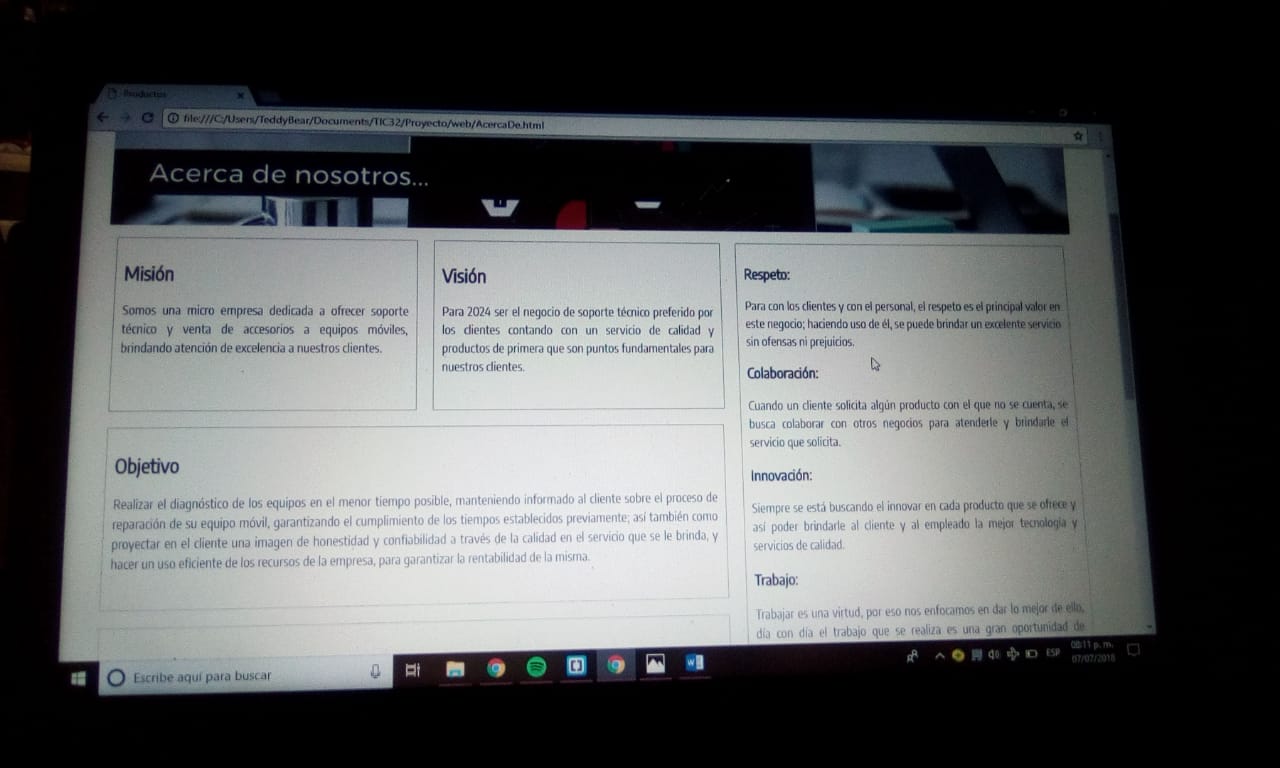 Productos
file:///C:/Users/TeddyBear/Documents/TIC32/Proyecto/web/AcercaDe.html
Acerca de nosotros...
Misión
Somos una micro empresa dedicada a ofrecer soporte
técnico y venta de accesorios a equipos móviles,
brindando atención de excelencia a nuestros clientes.
Visión
Para 2024 ser el negocio de soporte técnico preferido por
los clientes contando con un servicio de calidad y
productos de primera que son puntos fundamentales para
nuestros clientes.
Objetivo
Realizar el diagnóstico de los equipos en el menor tiempo posible, manteniendo informado al cliente sobre el proceso de
reparación de su equipo móvil, garantizando el cumplimiento de los tiempos establecidos previamente; así también como
proyectar en el cliente una imagen de honestidad y confiabilidad a través de la calidad en el servicio que se le brinda, y
hacer un uso eficiente de los recursos de la empresa, para garantizar la rentabilidad de la misma.
Respeto:
Para con los clientes y con el personal, el respeto es el principal valor en
este negocio; haciendo uso de él, se puede brindar un excelente servicio
sin ofensas ni prejuicios.
Colaboración:
Cuando un cliente solicita algún producto con el que no se cuenta, se
busca colaborar con otros negocios para atenderle y brindarle el
servicio que solicita.
Innovación:
Siempre se está buscando el innovar en cada producto que se ofrece y
así poder brindarle al cliente y al empleado la mejor tecnología y
servicios de calidad.
Trabajo:
Trabajar es una virtud, por eso nos enfocamos en dar lo mejor de ello,
día con día el trabajo que se realiza es una gran oportunidad de
Escribe aquí para buscar
ESP
08:11 p. m.
07/07/2018